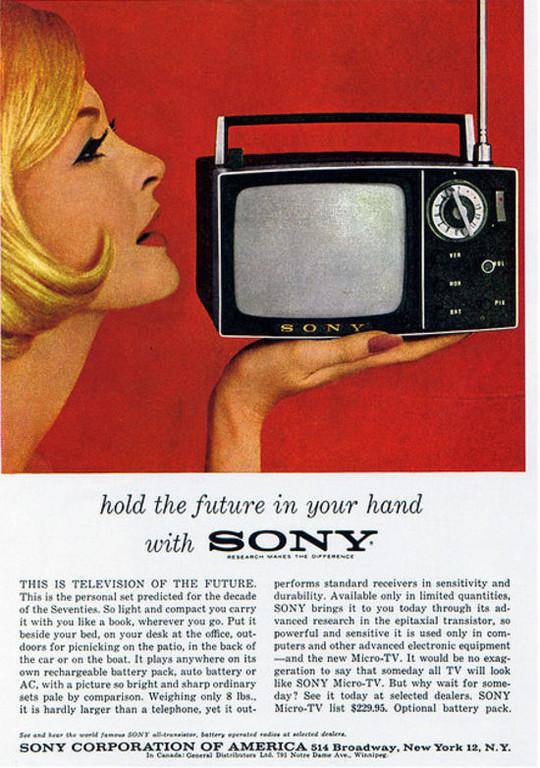 VER
VOL
HOR
PIX
BRT
SONY
hold the future in your hand
with SONY®
RESEARCH MAKES THE DIFFERENCE
THIS IS TELEVISION OF THE FUTURE.
This is the personal set predicted for the decade
of the Seventies. So light and compact you carry
it with you like a book, wherever you go. Put it
beside your bed, on your desk at the office, out-
doors for picnicking on the patio, in the back of
the car or on the boat. It plays anywhere on its
own rechargeable battery pack, auto battery or
AC, with a picture so bright and sharp ordinary
sets pale by comparison. Weighing only 8 lbs.,
it is hardly larger than a telephone, yet it out-
performs standard receivers in sensitivity and
durability. Available only in limited quantities,
SONY brings it to you today through its ad-
vanced research in the epitaxial transistor, so
powerful and sensitive it is used only in com-
puters and other advanced electronic equipment
—and the new Micro-TV. It would be no exag-
geration to say that someday all TV will look
like SONY Micro-TV. But why wait for some-
day? See it today at selected dealers. SONY
Micro-TV list $229.95. Optional battery pack.
See and hear the world famous SONY all-transistor, battery operated radios at selected dealers.
SONY CORPORATION OF AMERICA 514 Broadway, New York 12, N.Y.
In Canada: General Distributors Ltd. 791 Notre Dame Ave., Winnipeg.